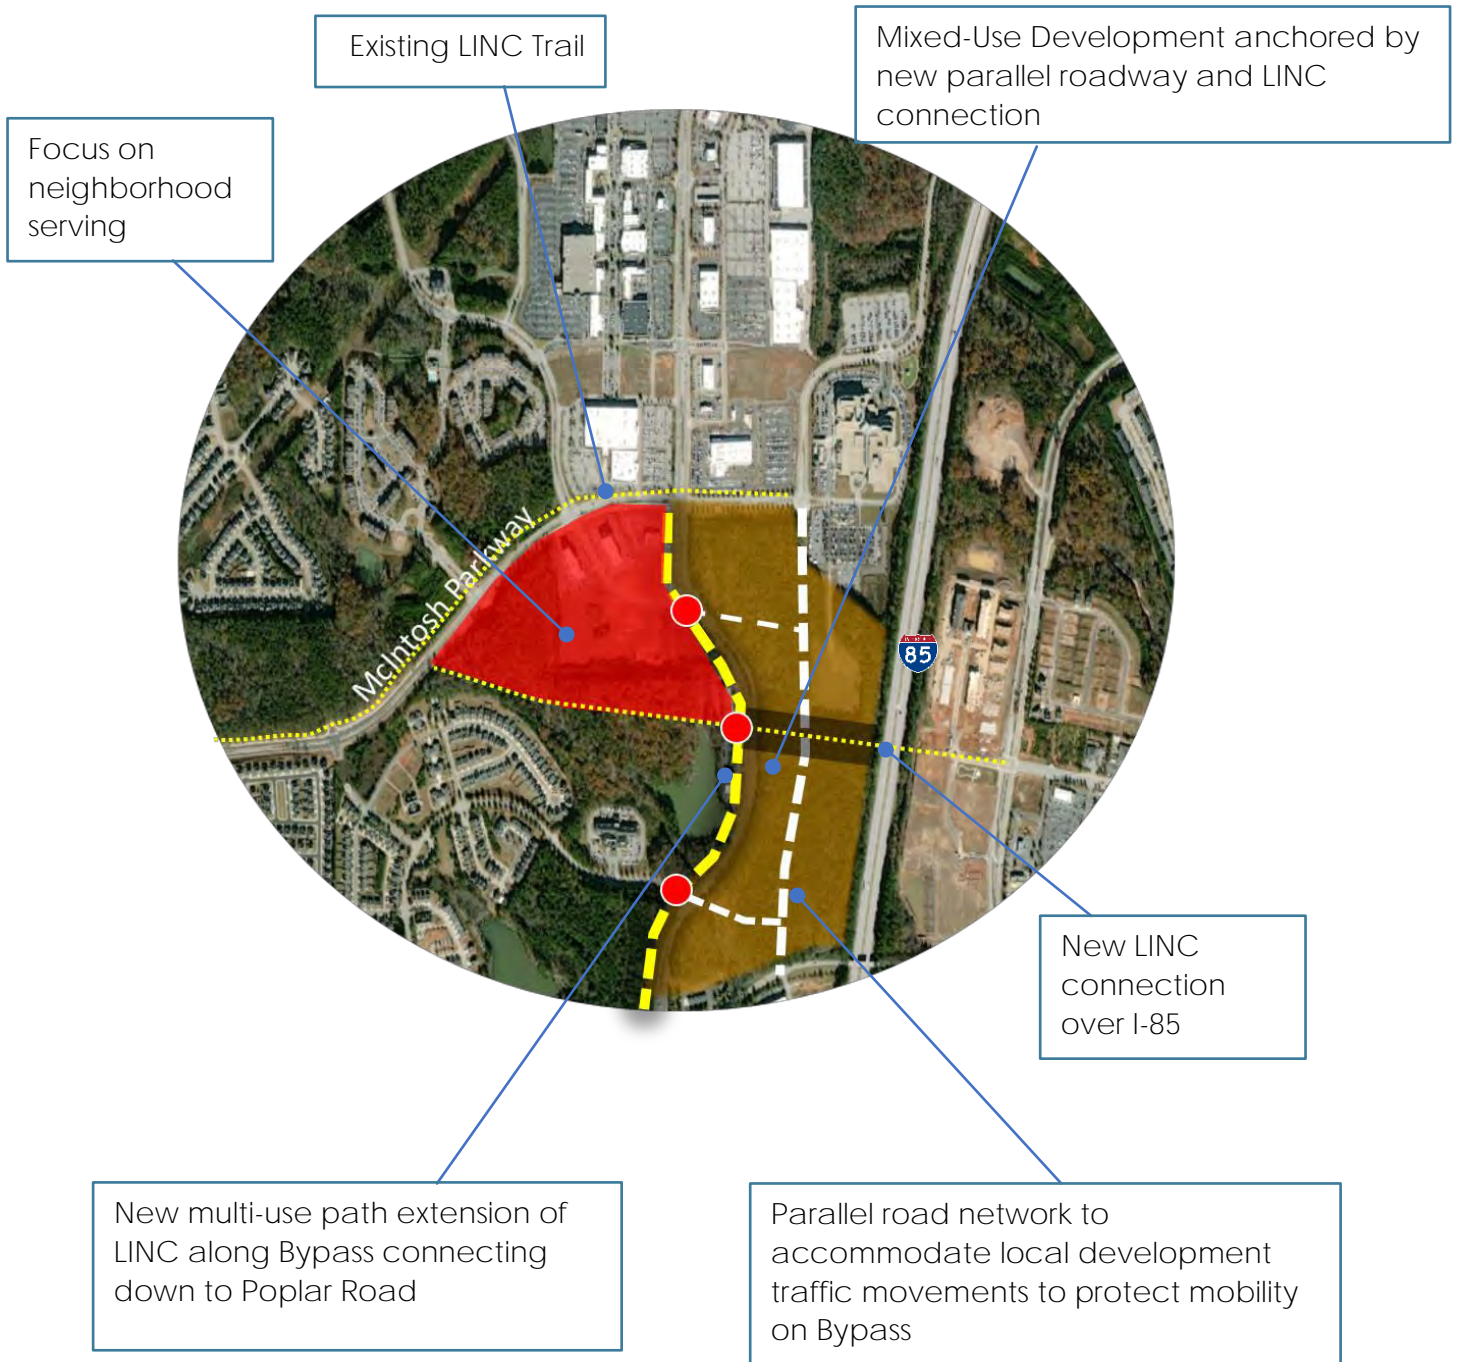 Existing LINC Trail
Mixed-Use Development anchored by
new parallel roadway and LINC
connection
Focus on
neighborhood
serving
McIntosh Parkway
85
New LINC
connection
over I-85
New multi-use path extension of
LINC along Bypass connecting
down to Poplar Road
Parallel road network to
accommodate local development
traffic movements to protect mobility
on Bypass